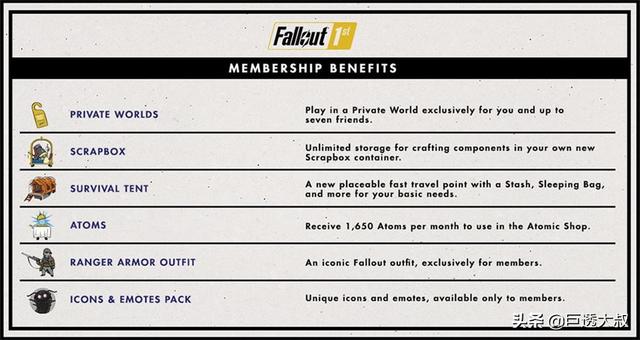 Fallout 1st
MEMBERSHIP BENEFITS
PRIVATE WORLDS
Play in a Private World exclusively for you and up to
seven friends.
SCRAPBOX
Unlimited storage for crafting components in your own new
Scrapbox container.
SURVIVAL TENT
A new placeable fast travel point with a Stash, Sleeping Bag,
and more for your basic needs.
ATOMS
Receive 1,650 Atoms per month to use in the Atomic Shop.
RANGER ARMOR OUTFIT
An iconic Fallout outfit, exclusively for members.
ICONS & EMOTES PACK
Unique icons and emotes, available only to members.
头条 @巨诱大叔